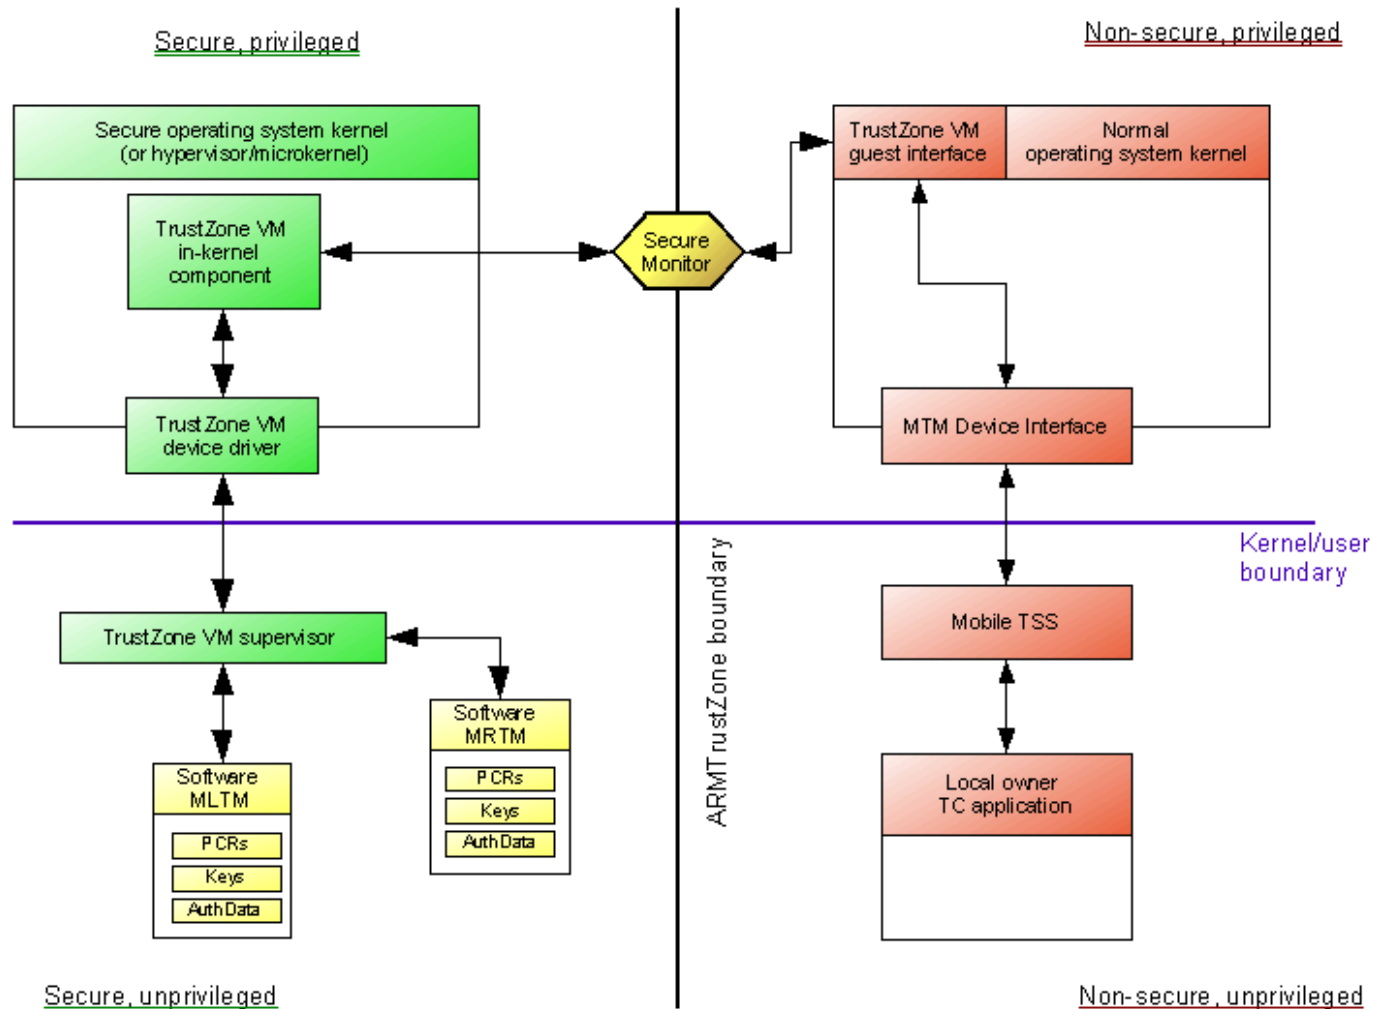 Secure, privileged
Non-secure, privileged
Secure operating system kernel
(or hypervisor/microkernel)
TrustZone VM
in-kernel
component
TrustZone VM
device driver
Secure
Monitor
TrustZone VM
guest interface
Normal
operating system kernel
MTM Device Interface
Kernel/user
boundary
ARMTrustZone boundary
TrustZone VM supervisor
Software
MRTM
PCRs
Keys
AuthData
Software
MLTM
PCRs
Keys
AuthData
Mobile TSS
Local owner
TC application
Secure, unprivileged
Non-secure, unprivileged